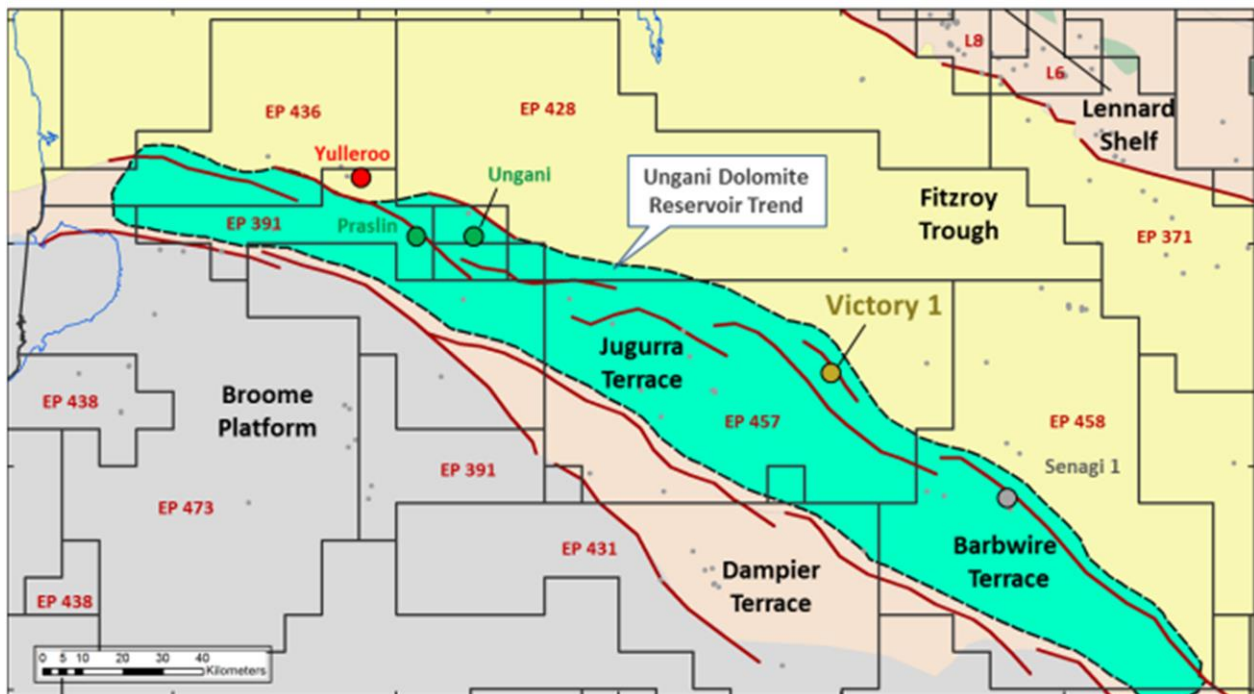 L8
L6
Lennard
Shelf
EP 436
EP 428
Yulleroo
Ungani
Ungani Dolomite
Reservoir Trend
Fitzroy
Trough
EP 371
EP 391
Praslin
Victory 1
Jugurra
Terrace
Broome
Platform
EP 438
EP 457
EP 458
Senagi 1
EP 391
EP 473
EP 431
Barbwire
Terrace
Dampier
Terrace
EP 438
0 5 10 20 30 40
Kilometers